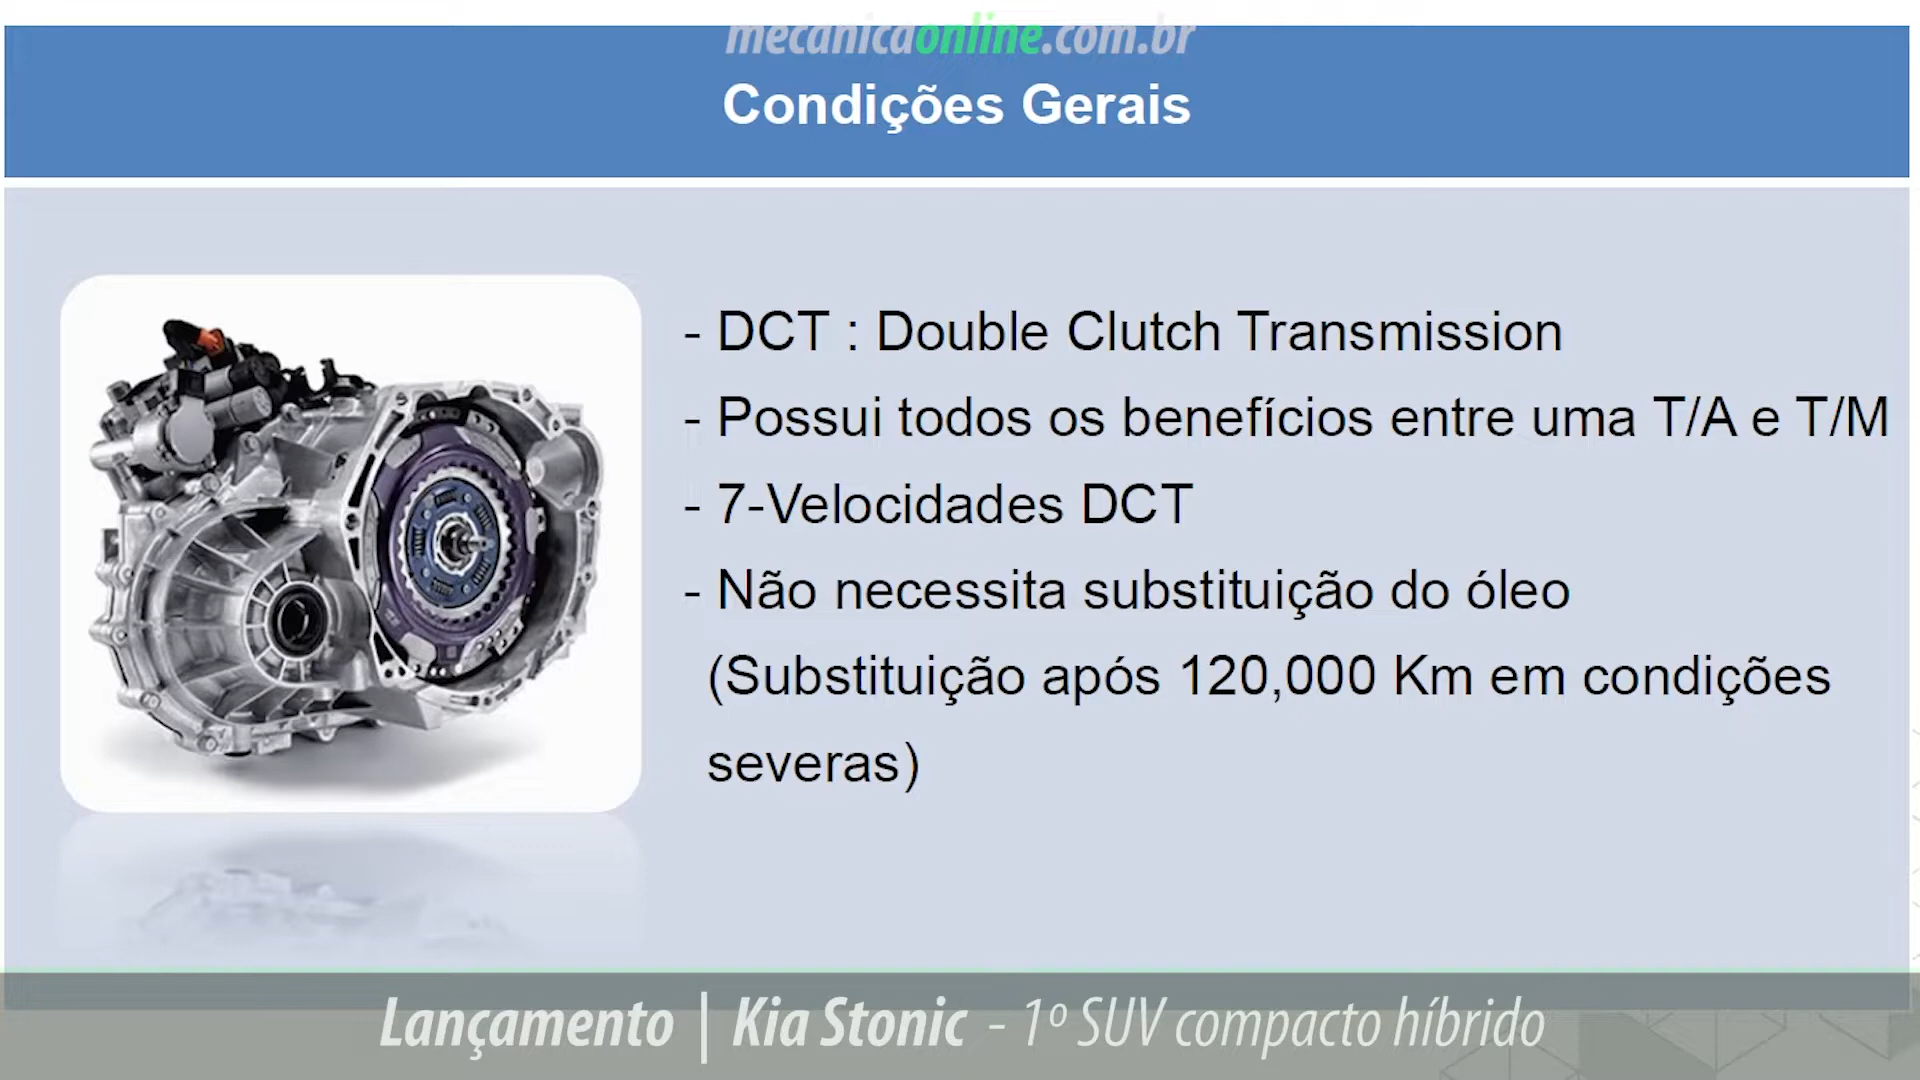 mecanicaonline.com.br
Condições Gerais
- DCT : Double Clutch Transmission
- Possui todos os benefícios entre uma T/A e T/M
- 7-Velocidades DCT
- Não necessita substituição do óleo
(Substituição após 120,000 Km em condições
severas)
Lançamento | Kia Stonic - 1º SUV compacto híbrido